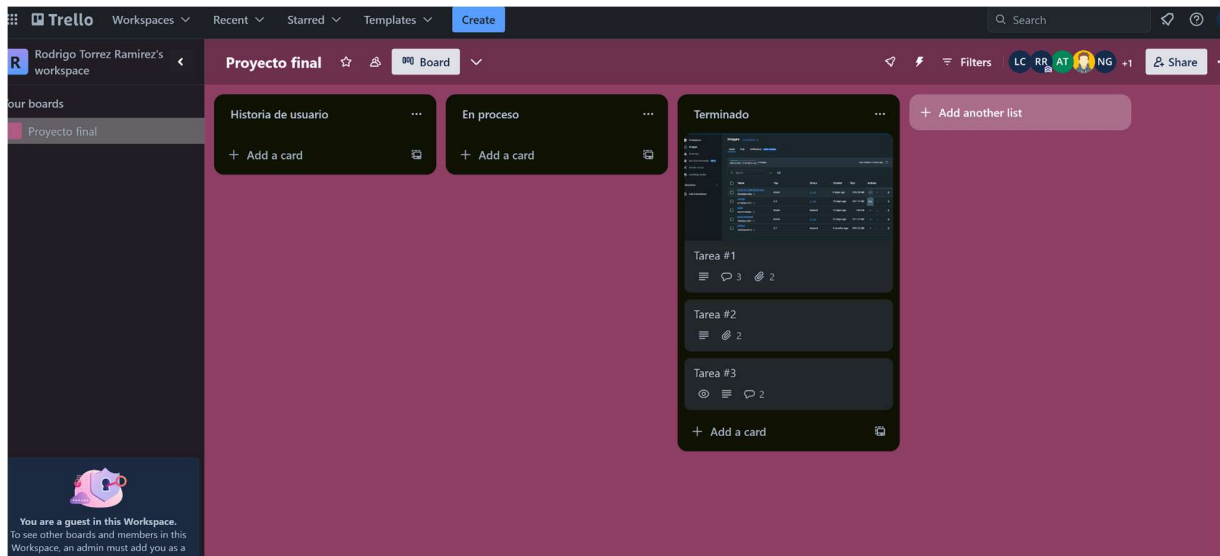 Trello Workspaces Recent Starred Templates Create Search
R Rodrigo Torrez Ramirez's
workspace
Proyecto final Board Filters LC RR AT NG +1 Share
our boards
Proyecto final
Historia de usuario
Add a card
En proceso
Add a card
Terminado
Images
Tarea #1
3 2
Tarea #2
2
Tarea #3
2
Add a card
Add another list
You are a guest in this Workspace.
To see other boards and members in this
Workspace, an admin must add you as a